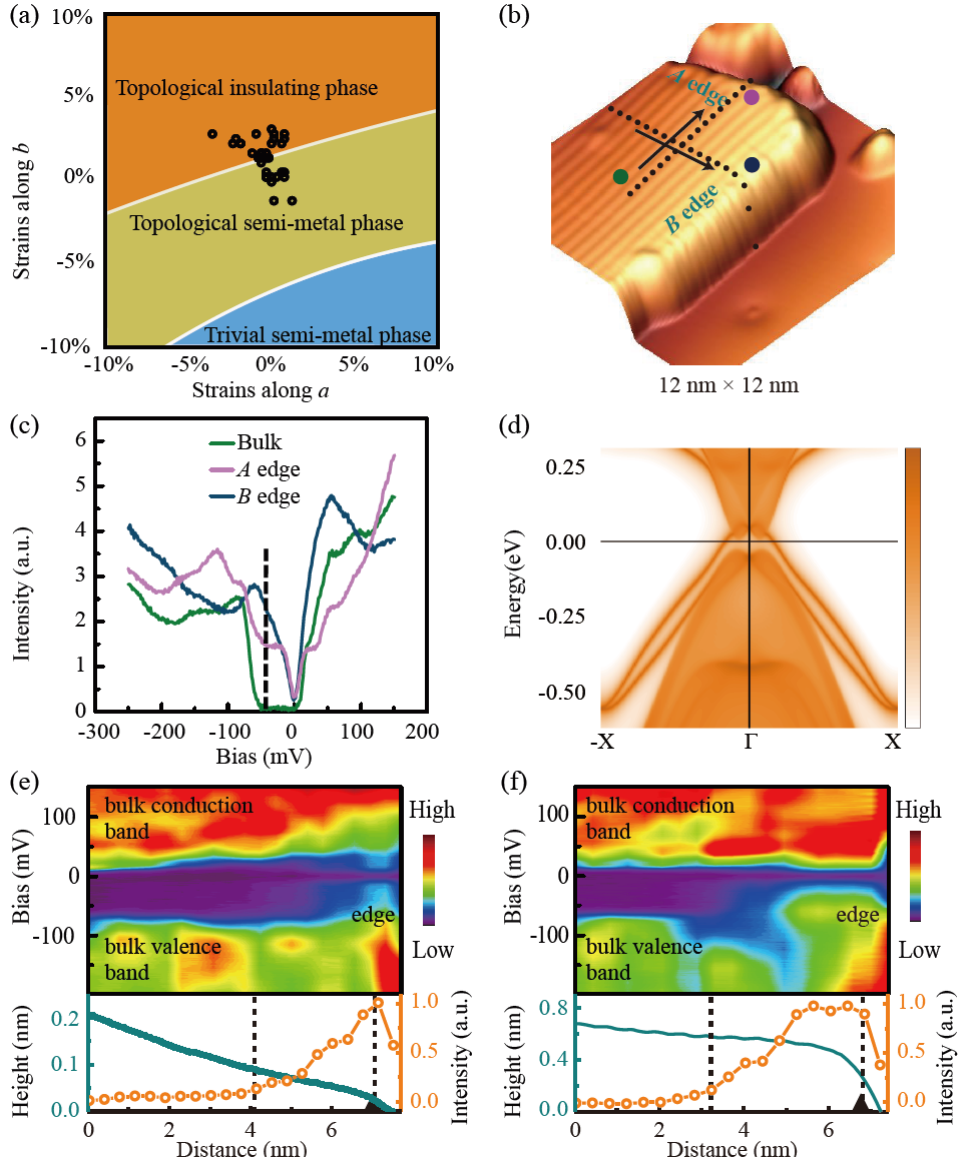 (a)
10%
5%
0%
-5%
-10%
Strains along b
Topological insulating phase
Topological semi-metal phase
Trivial semi-metal phase
-10% -5% 0% 5% 10%
Strains along a
(b)
A edge
B edge
12 nm × 12 nm
(c)
6
5
4
3
2
1
0
Intensity (a.u.)
Bulk
A edge
B edge
-300 -200 -100 0 100 200
Bias (mV)
(d)
0.25
0.00
-0.25
-0.50
Energy(eV)
-X Γ X
(e)
100
0
-100
Bias (mV)
bulk conduction
band
edge
bulk valence
band
High
Low
0.2
0.1
0.0
Height (nm)
1.0
0.5
0.0
Intensity (a.u.)
0 2 4 6
Distance (nm)
(f)
100
0
-100
Bias (mV)
bulk conduction
band
edge
bulk valence
band
High
Low
0.8
0.4
0.0
Height (nm)
1.0
0.5
0.0
Intensity (a.u.)
0 2 4 6
Distance (nm)